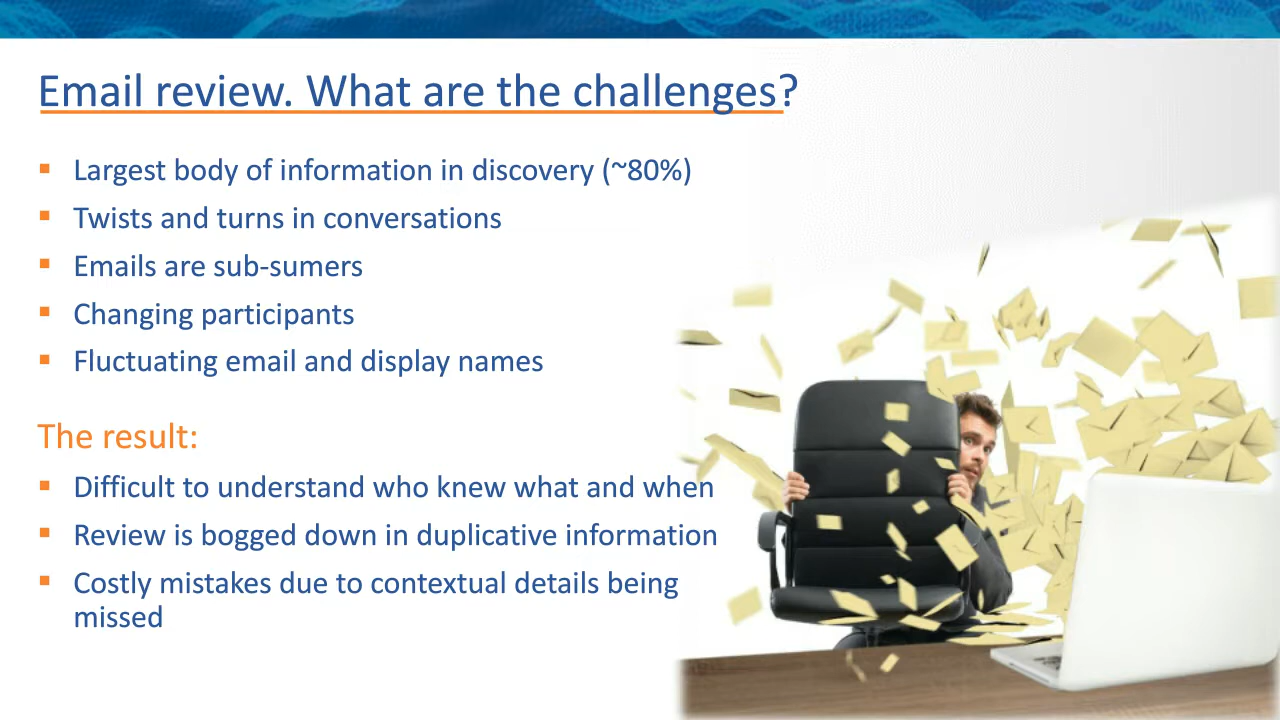 Email review. What are the challenges?
Largest body of information in discovery (~80%)
Twists and turns in conversations
Emails are sub-sumers
Changing participants
Fluctuating email and display names
The result:
Difficult to understand who knew what and when
Review is bogged down in duplicative information
Costly mistakes due to contextual details being
missed